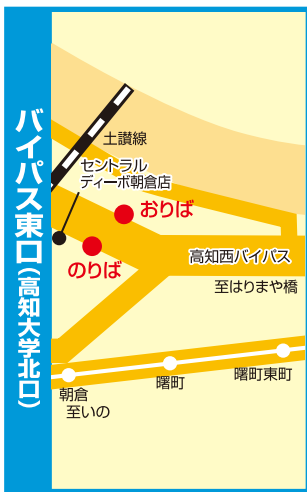 バイパス東口(高知大学北口)
土讃線
セントラル
ディーボ朝倉店
おりば
のりば
高知西バイパス
至はりまや橋
曙町東町
曙町
朝倉
至いの